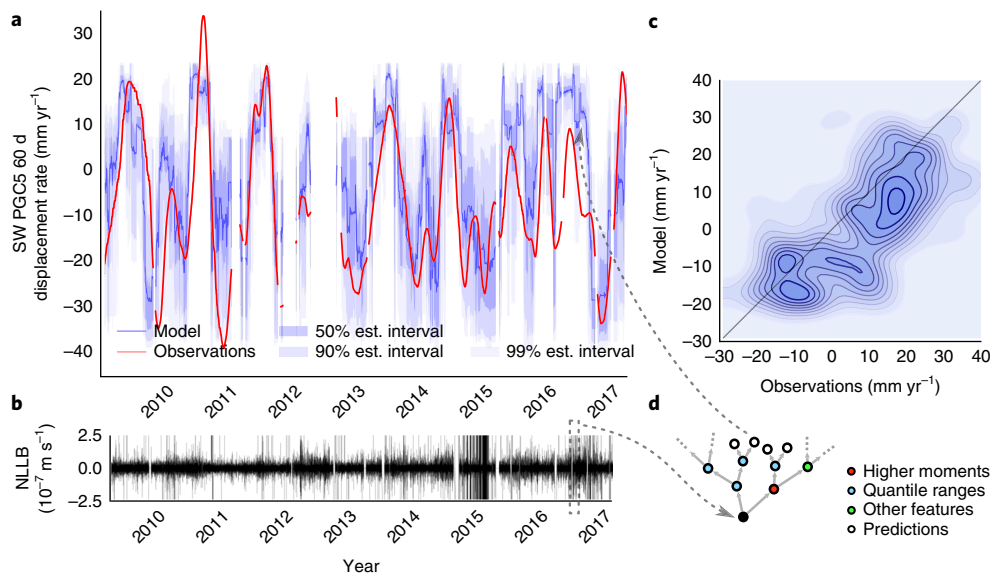 a
SW PGC5 60 d
displacement rate (mm yr⁻¹)
30
20
10
0
−10
−20
−30
−40
Model
Observations
50% est. interval
90% est. interval
99% est. interval
2010
2011
2012
2013
2014
2015
2016
2017
b
NLLB
(10⁻⁷ m s⁻¹)
2.5
0.0
−2.5
2010
2011
2012
2013
2014
2015
2016
2017
Year
c
Model (mm yr⁻¹)
40
30
20
10
0
−10
−20
−30
−30
−20
−10
0
10
20
30
40
Observations (mm yr⁻¹)
d
Higher moments
Quantile ranges
Other features
Predictions